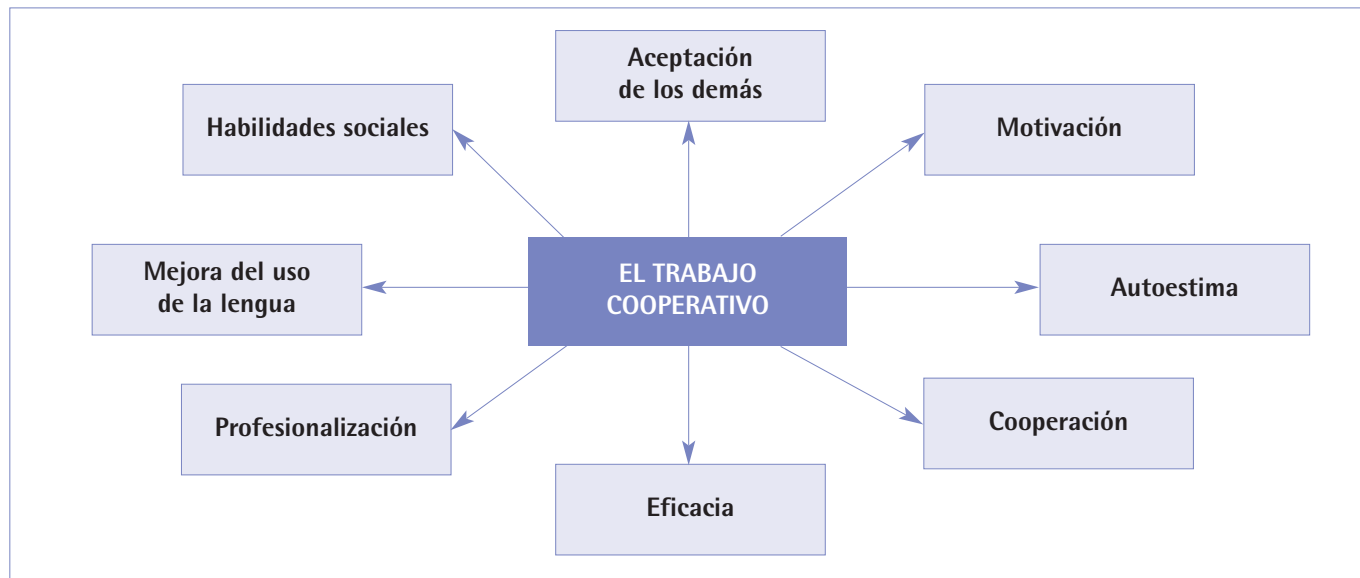 Aceptación
de los demás
Habilidades sociales
Motivación
Mejora del uso
de la lengua
EL TRABAJO
COOPERATIVO
Autoestima
Profesionalización
Cooperación
Eficacia